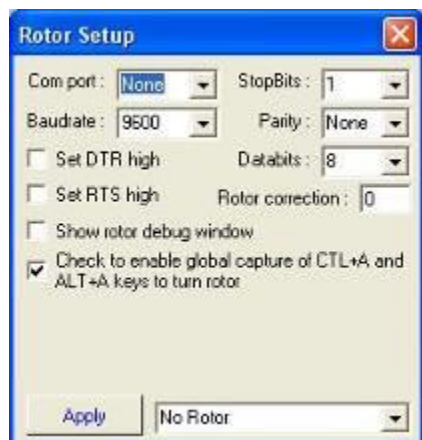 Rotor Setup
Com port : None StopBits : 1
Baudrate : 9600 Parity : None
Set DTR high Databits : 8
Set RTS high Rotor correction : 0
Show rotor debug window
Check to enable global capture of CTL+A and
ALT+A keys to turn rotor
Apply No Rotor